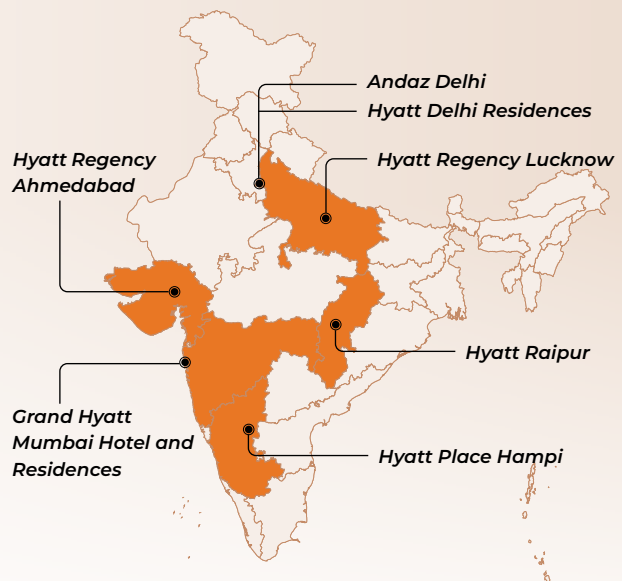 Andaz Delhi
Hyatt Delhi Residences
Hyatt Regency
Ahmedabad
Hyatt Regency Lucknow
Hyatt Raipur
Grand Hyatt
Mumbai Hotel and
Residences
Hyatt Place Hampi